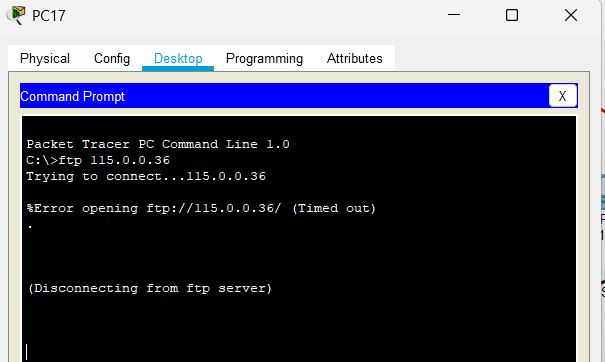 PC17
Physical Config Desktop Programming Attributes
Command Prompt
X
Packet Tracer PC Command Line 1.0
C:\>ftp 115.0.0.36
Trying to connect...115.0.0.36
%Error opening ftp://115.0.0.36/ (Timed out)
.
(Disconnecting from ftp server)